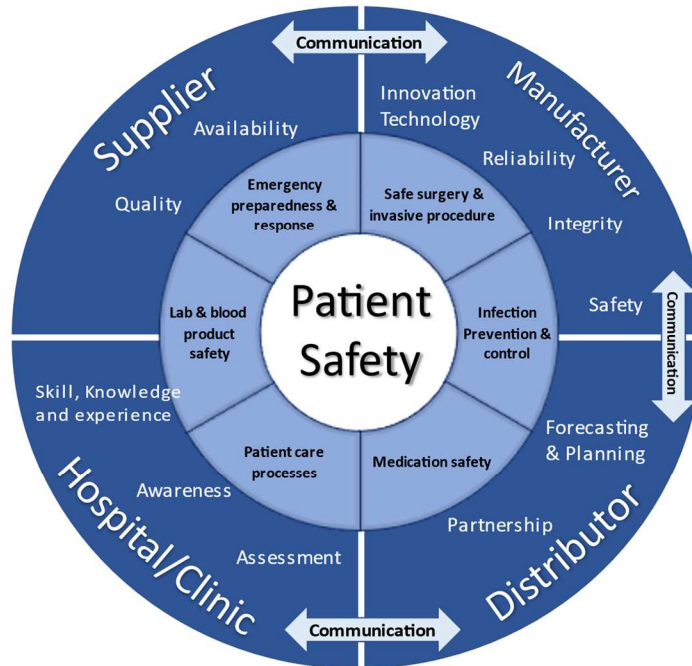 Communication
Supplier
Availability
Quality
Manufacturer
Innovation
Technology
Reliability
Integrity
Safety
Communication
Emergency
preparedness &
response
Safe surgery &
invasive procedure
Lab & blood
product
safety
Patient
Safety
Infection
Prevention &
control
Patient care
processes
Medication safety
Skill, Knowledge
and experience
Awareness
Assessment
Hospital/Clinic
Forecasting
& Planning
Partnership
Distributor
Communication